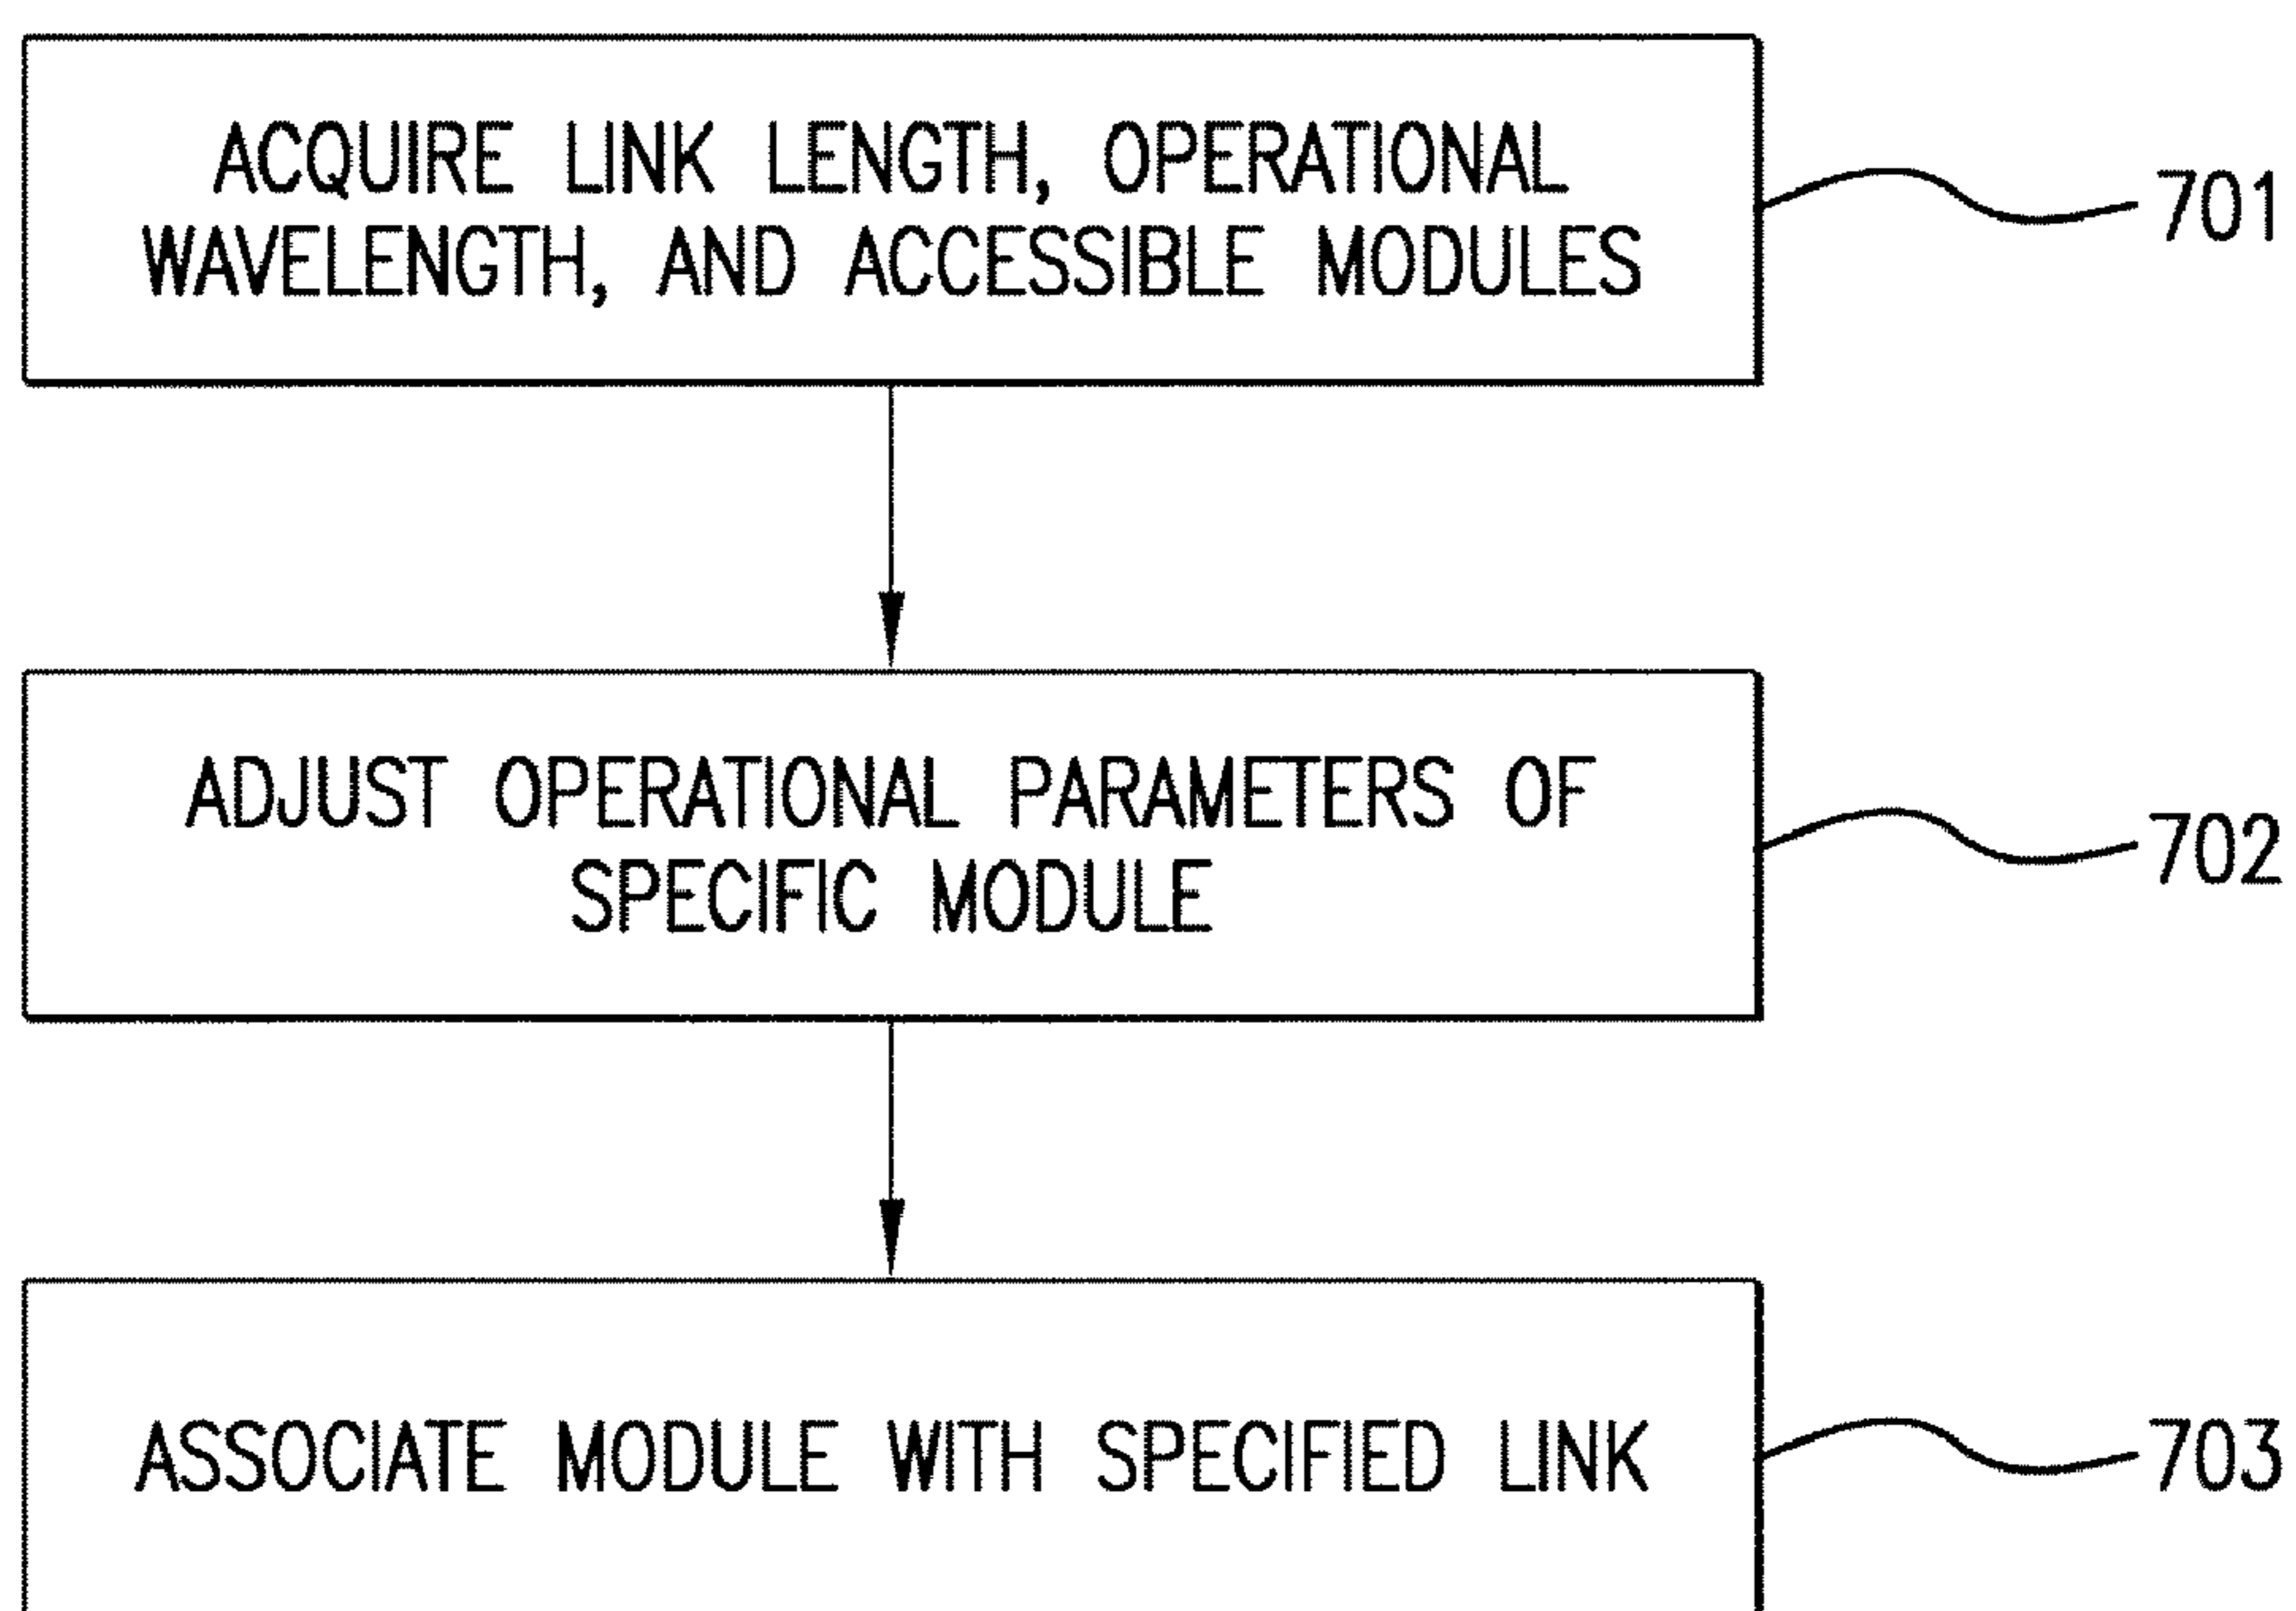 ACQUIRE LINK LENGTH, OPERATIONAL
WAVELENGTH, AND ACCESSIBLE MODULES
701
ADJUST OPERATIONAL PARAMETERS OF
SPECIFIC MODULE
702
ASSOCIATE MODULE WITH SPECIFIED LINK
703